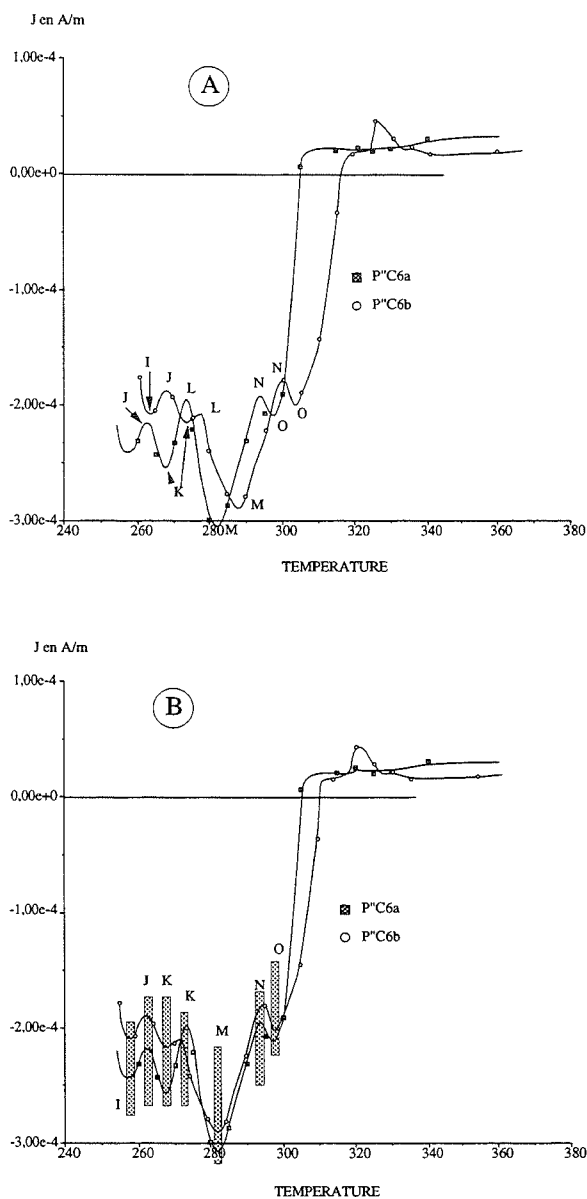 J en A/m
1,00e-4
A
0,00e+0
P"C6a
P"C6b
-1,00e-4
I
J
J
L
N
N
L
-2,00e-4
O
O
K
M
M
-3,00e-4
240 260 280 300 320 340 360 380
TEMPERATURE
J en A/m
1,00e-4
B
0,00e+0
-1,00e-4
P"C6a
P"C6b
O
J K
N
K
M
-2,00e-4
I
-3,00e-4
240 260 280 300 320 340 360 380
TEMPERATURE